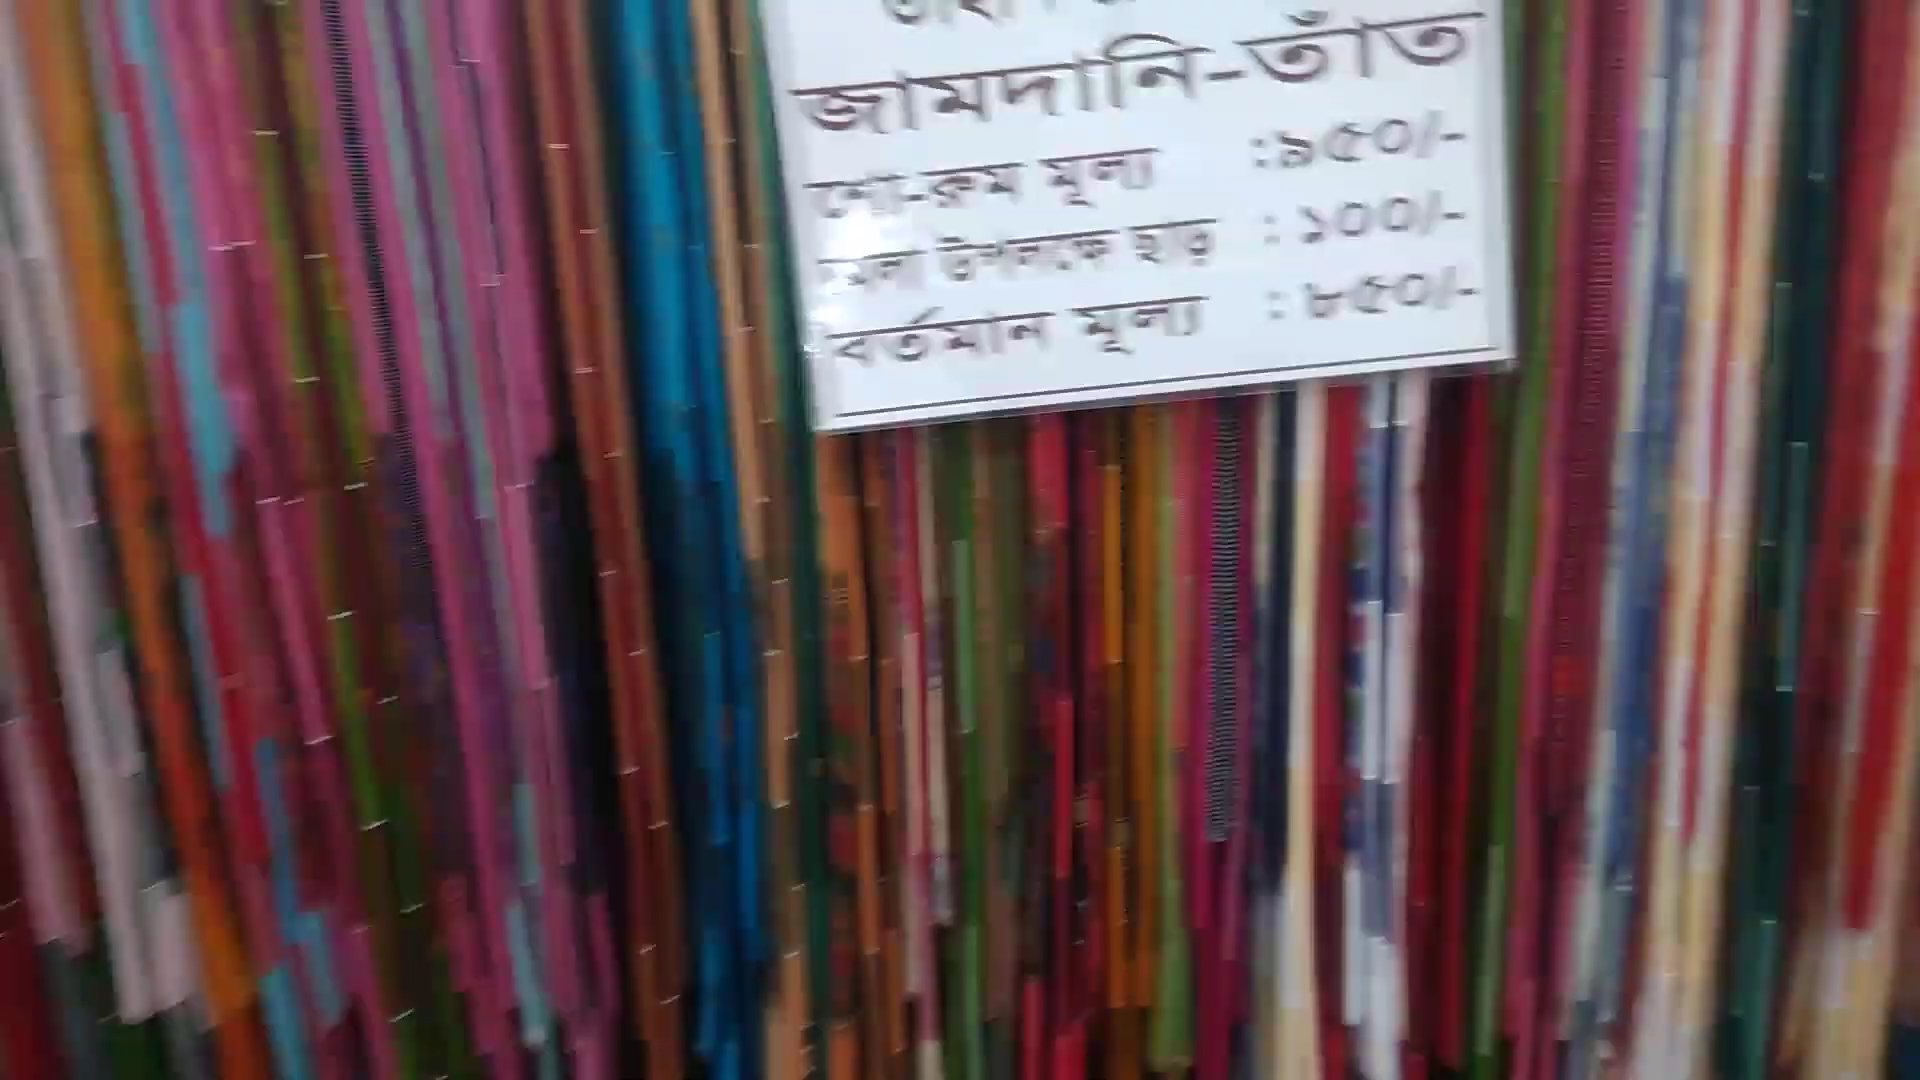 জামদানি-তাঁত
শো-রুম মূল্য : ৯৫০/-
মেলা উপলক্ষে ছাড় : ১০০/-
বর্তমান মূল্য : ৮৫০/-